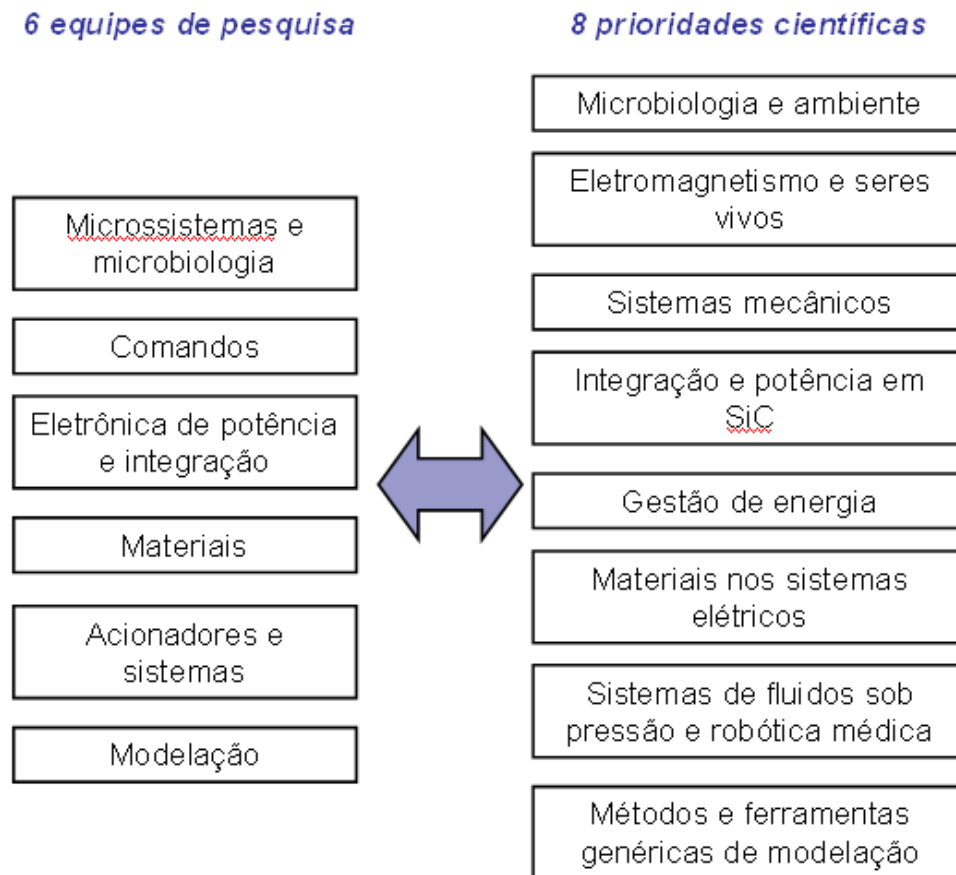 6 equipes de pesquisa
Microssistemas e
microbiologia
Comandos
Eletrônica de potência
e integração
Materiais
Acionadores e
sistemas
Modelação
8 prioridades científicas
Microbiologia e ambiente
Eletromagnetismo e seres
vivos
Sistemas mecânicos
Integração e potência em
SiC
Gestão de energia
Materiais nos sistemas
elétricos
Sistemas de fluidos sob
pressão e robótica médica
Métodos e ferramentas
genéricas de modelação